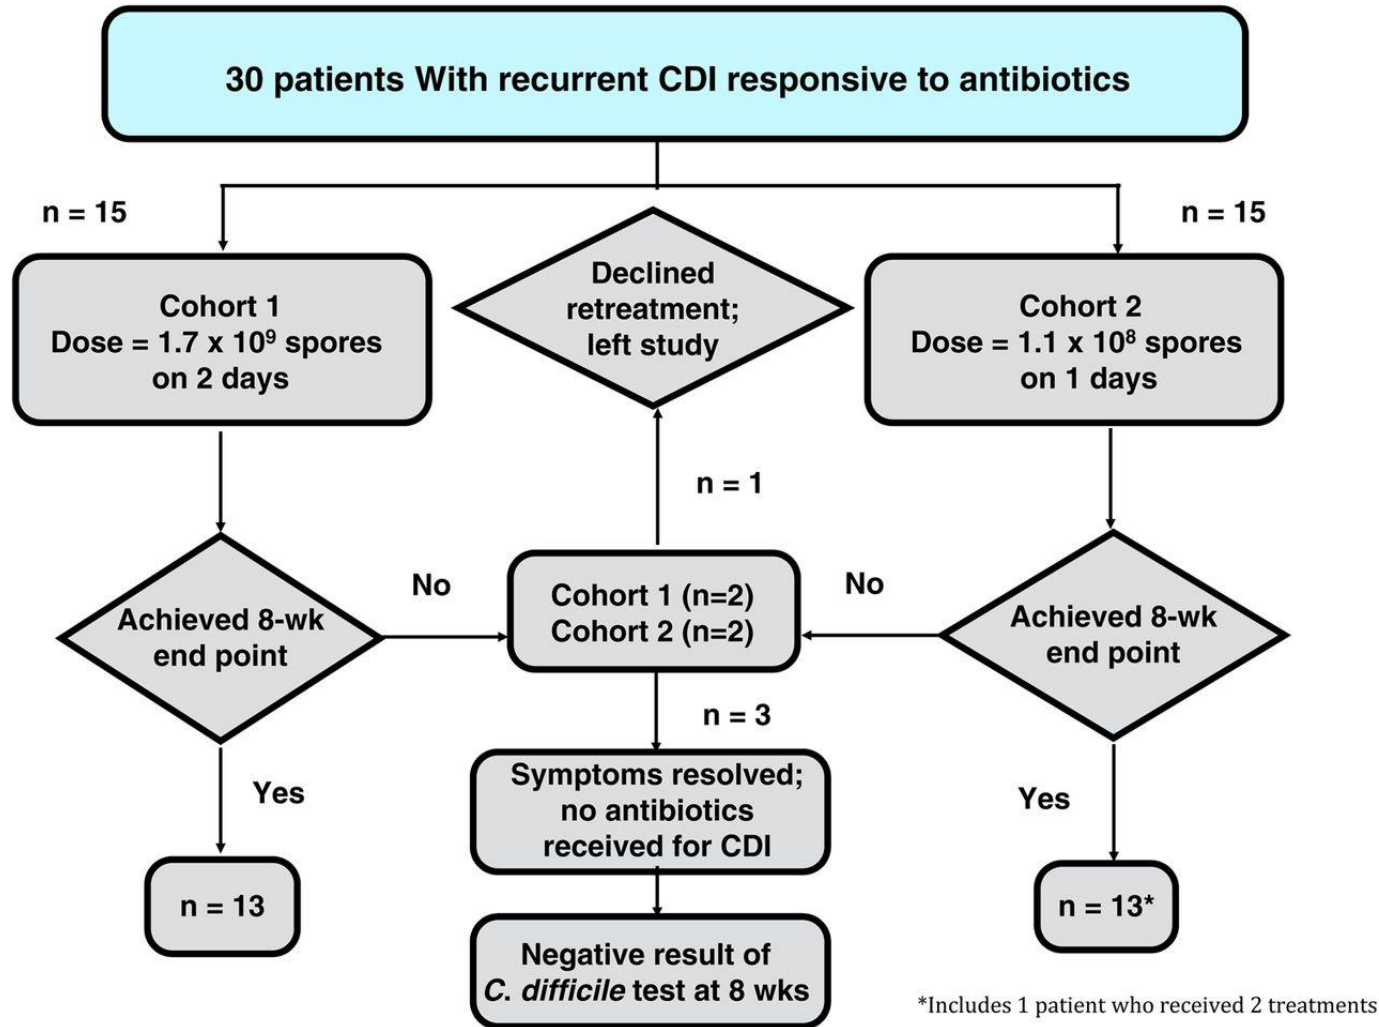 30 patients With recurrent CDI responsive to antibiotics
n = 15
n = 15
Cohort 1
Dose = 1.7 x 10⁹ spores
on 2 days
Declined
retreatment;
left study
Cohort 2
Dose = 1.1 x 10⁸ spores
on 1 days
n = 1
Achieved 8-wk
end point
No
Cohort 1 (n=2)
Cohort 2 (n=2)
No
Achieved 8-wk
end point
n = 3
Yes
Symptoms resolved;
no antibiotics
received for CDI
Yes
n = 13
Negative result of
C. difficile test at 8 wks
n = 13*
*Includes 1 patient who received 2 treatments